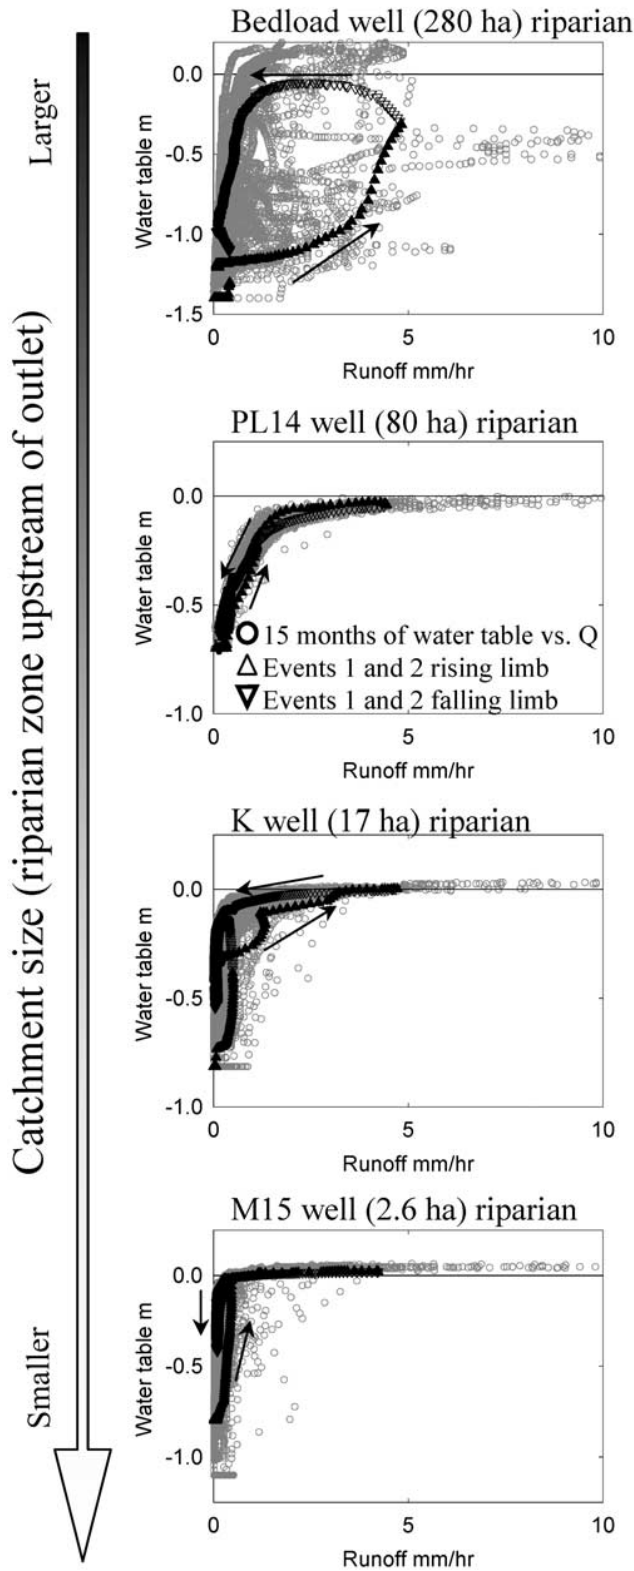 Larger
Catchment size (riparian zone upstream of outlet)
Smaller
Bedload well (280 ha) riparian
0.0
-0.5
-1.0
-1.5
Water table m
0
5
10
Runoff mm/hr
PL14 well (80 ha) riparian
0.0
-0.5
-1.0
Water table m
15 months of water table vs. Q
Events 1 and 2 rising limb
Events 1 and 2 falling limb
0
5
10
Runoff mm/hr
K well (17 ha) riparian
0.0
-0.5
-1.0
Water table m
0
5
10
Runoff mm/hr
M15 well (2.6 ha) riparian
0.0
-0.5
-1.0
Water table m
0
5
10
Runoff mm/hr